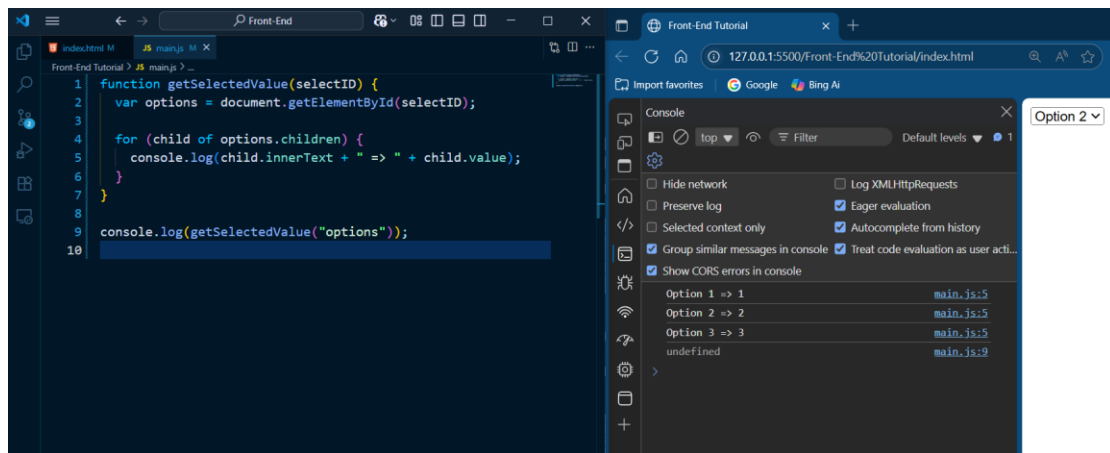 Front-End
index.html M
JS main.js M
Front-End Tutorial > JS main.js > ...
1 function getSelectedValue(selectID) {
2 var options = document.getElementById(selectID);
3
4 for (child of options.children) {
5 console.log(child.innerText + " => " + child.value);
6 }
7 }
8
9 console.log(getSelectedValue("options"));
10
Front-End Tutorial
127.0.0.1:5500/Front-End%20Tutorial/index.html
Import favorites
Google
Bing Ai
Console
top
Filter
Default levels
1
Hide network
Log XMLHttpRequests
Preserve log
Eager evaluation
Selected context only
Autocomplete from history
Group similar messages in console
Treat code evaluation as user acti...
Show CORS errors in console
Option 1 => 1 main.js:5
Option 2 => 2 main.js:5
Option 3 => 3 main.js:5
undefined main.js:9
Option 2